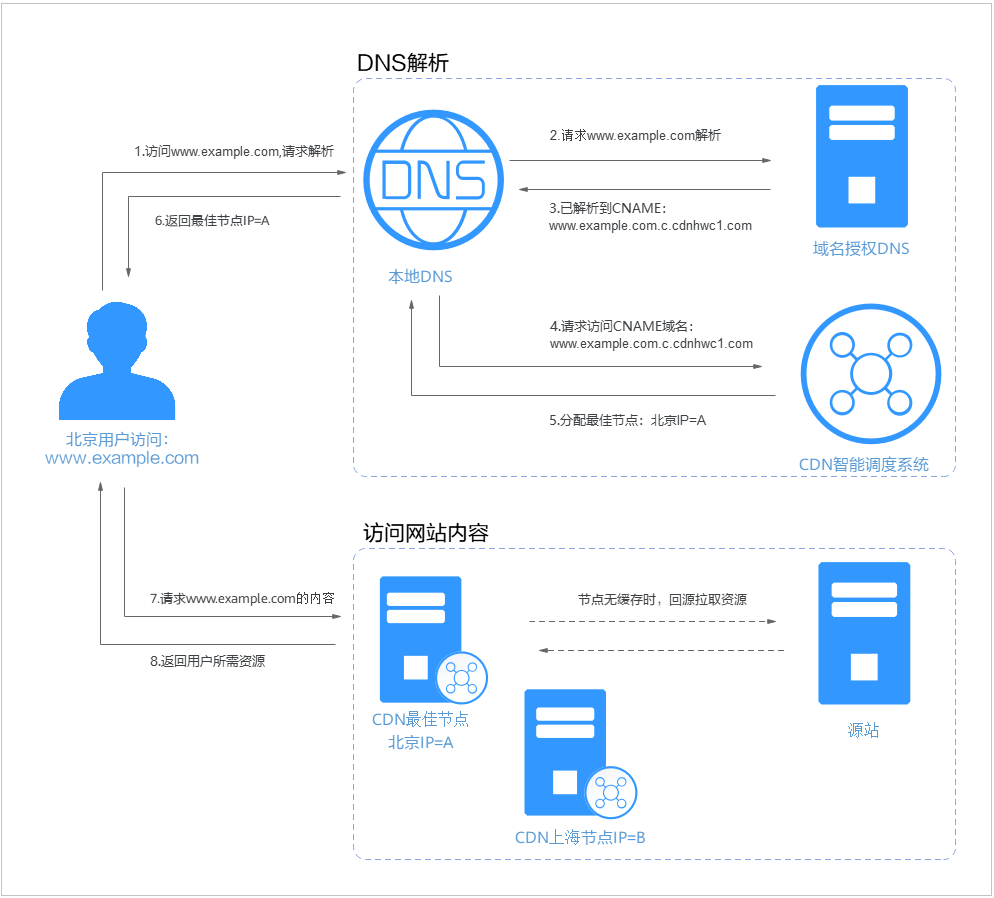 DNS解析
1.访问www.example.com,请求解析
2.请求www.example.com解析
DNS
3.已解析到CNAME：
www.example.com.c.cdnhwc1.com
6.返回最佳节点IP=A
域名授权DNS
本地DNS
4.请求访问CNAME域名：
www.example.com.c.cdnhwc1.com
5.分配最佳节点：北京IP=A
北京用户访问：
www.example.com
CDN智能调度系统
访问网站内容
7.请求www.example.com的内容
节点无缓存时，回源拉取资源
8.返回用户所需资源
CDN最佳节点
北京IP=A
源站
CDN上海节点IP=B